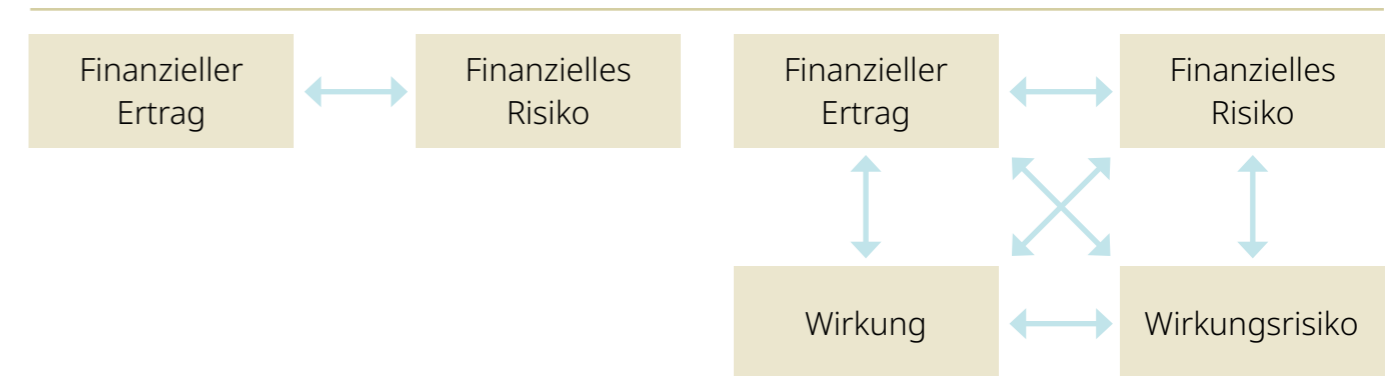 Finanzieller
Ertrag
Finanzielles
Risiko
Finanzieller
Ertrag
Finanzielles
Risiko
Wirkung
Wirkungsrisiko